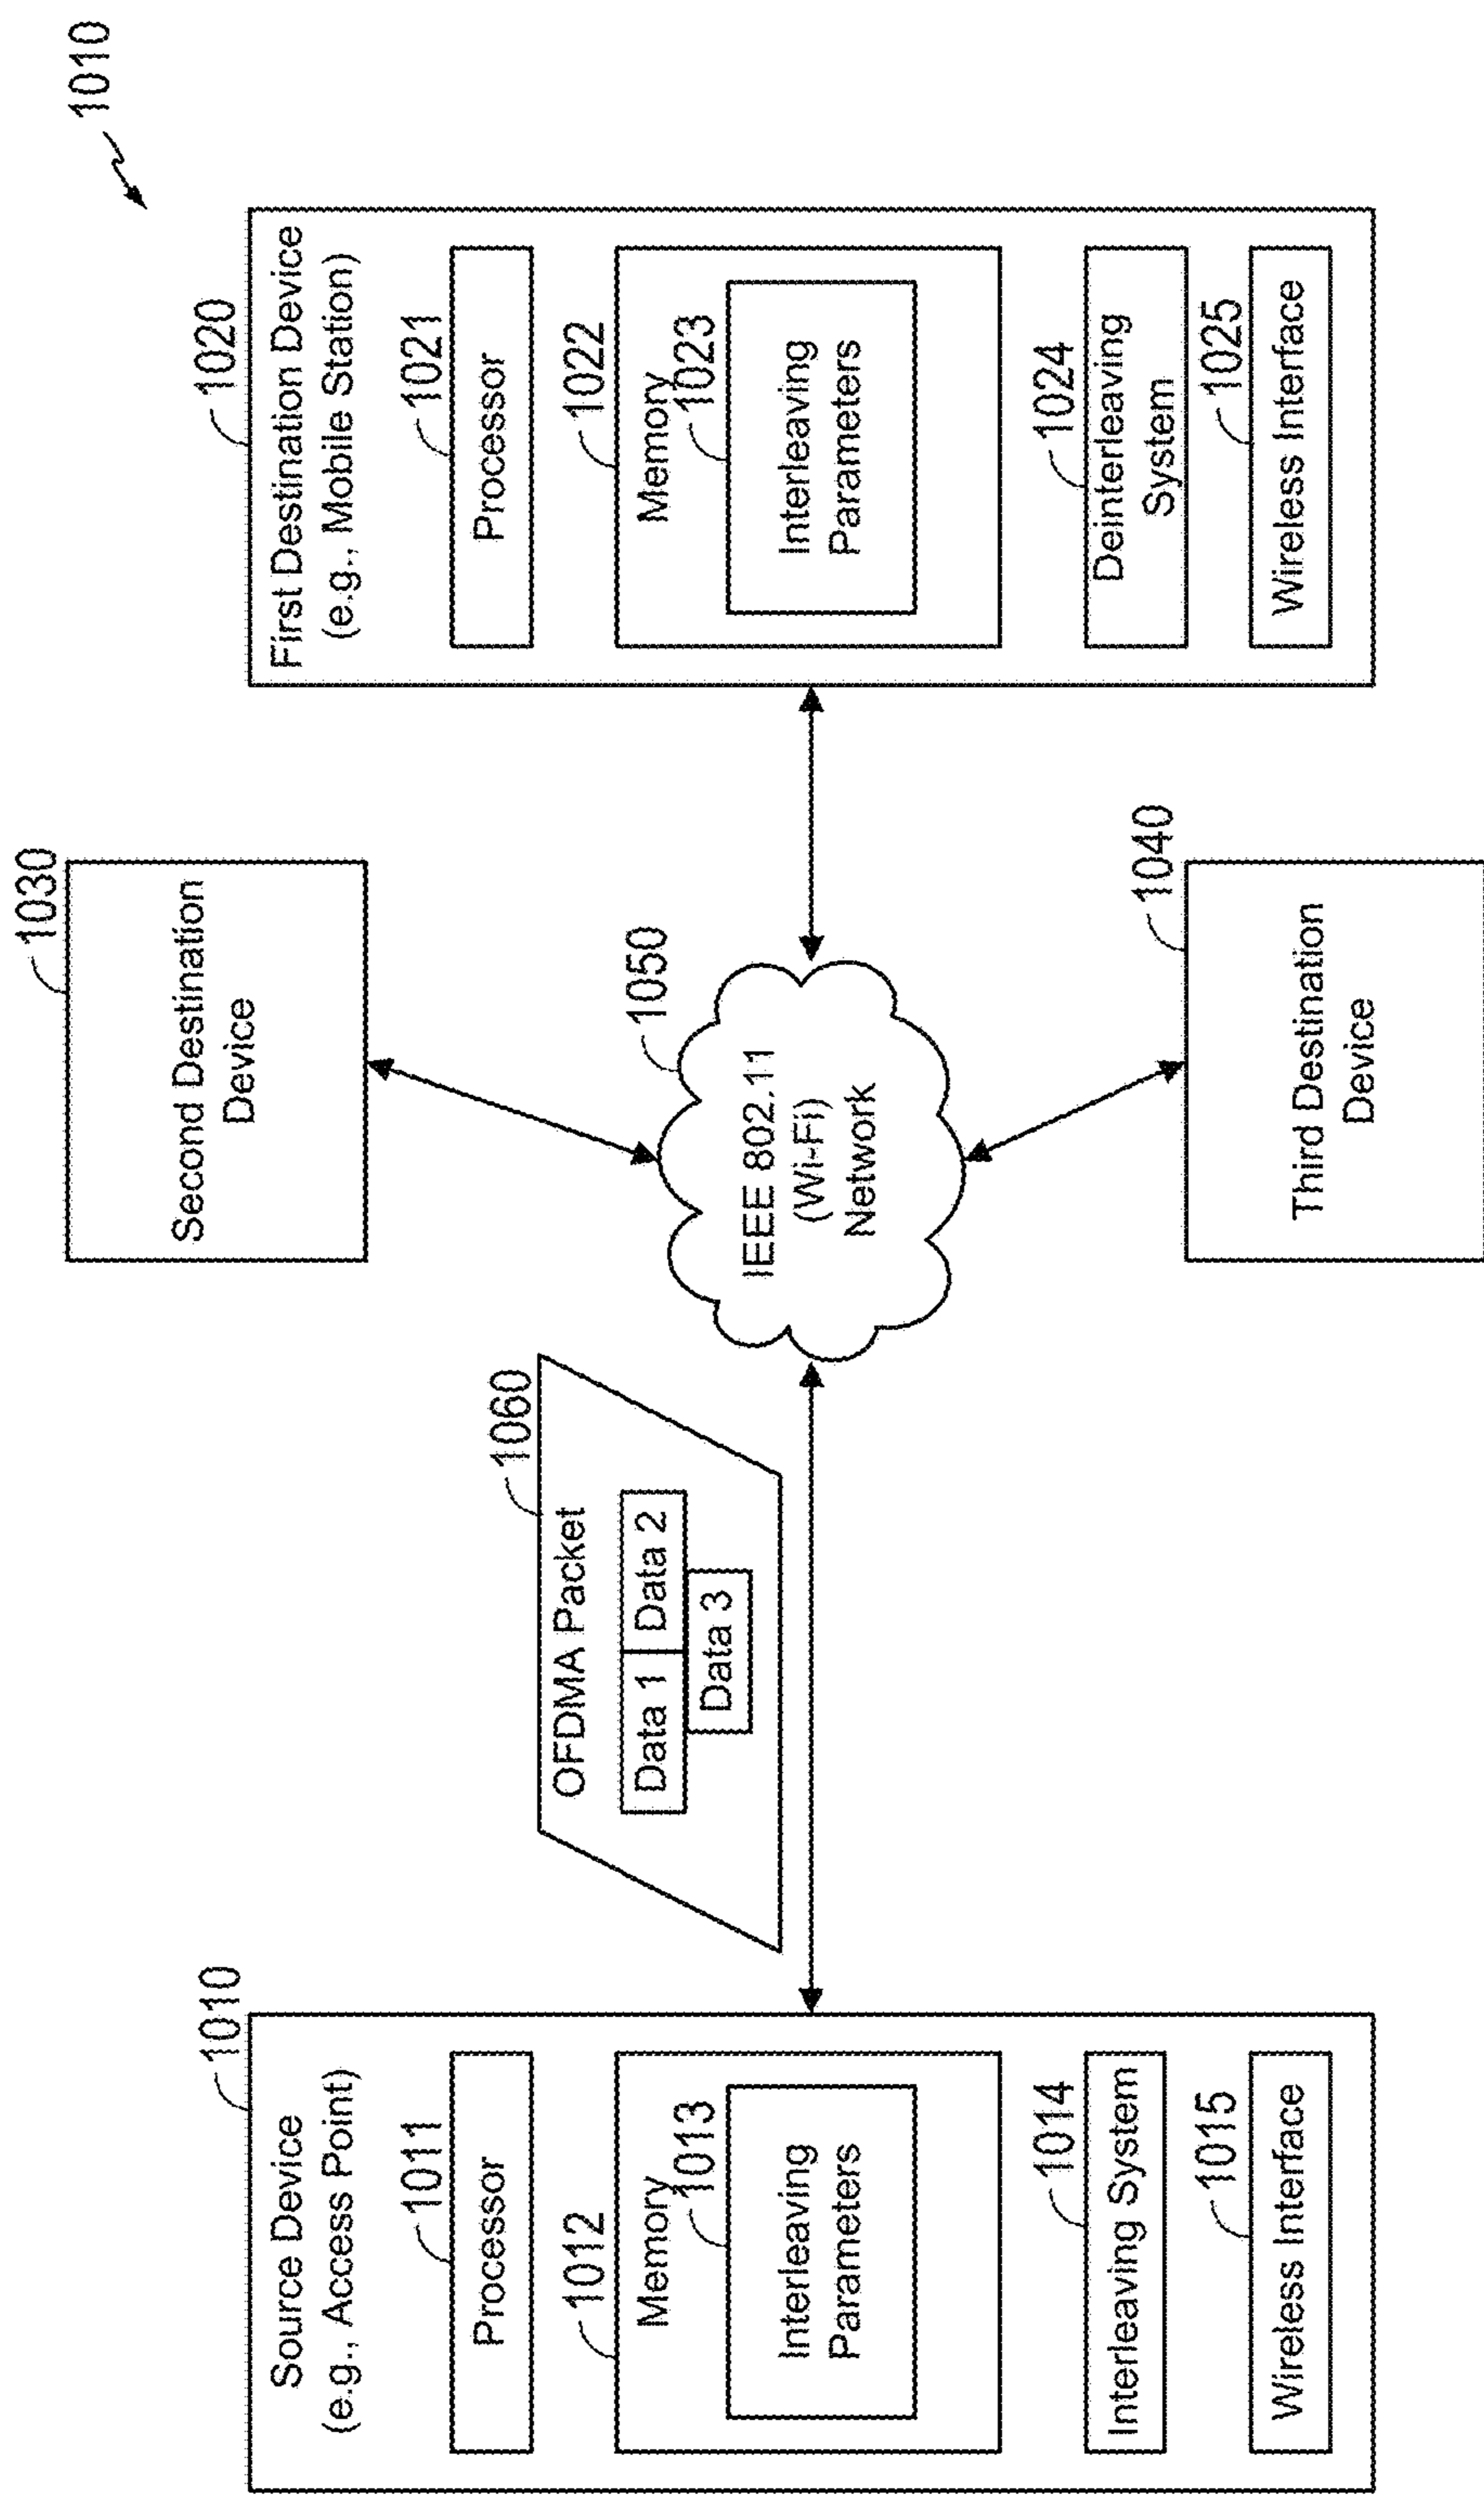 1010
1010
Source Device
(e.g., Access Point)
1011
Processor
1012
Memory
1013
Interleaving
Parameters
1014
Interleaving System
1015
Wireless Interface
1060
OFDMA Packet
Data 1
Data 2
Data 3
1030
Second Destination
Device
1050
IEEE 802.11
(Wi-Fi)
Network
1040
Third Destination
Device
1020
First Destination Device
(e.g., Mobile Station)
1021
Processor
1022
Memory
1023
Interleaving
Parameters
1024
Deinterleaving
System
1025
Wireless Interface